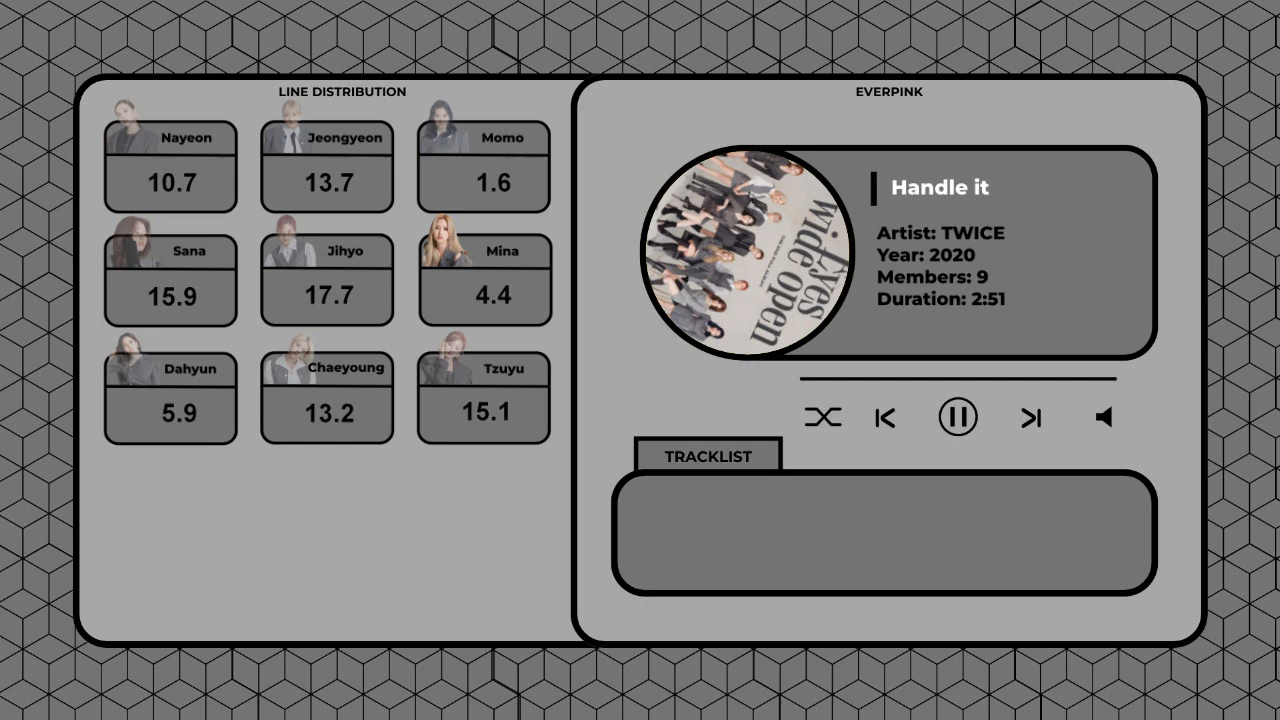 LINE DISTRIBUTION
Nayeon
10.7
Jeongyeon
13.7
Momo
1.6
Sana
15.9
Jihyo
17.7
Mina
4.4
Dahyun
5.9
Chaeyoung
13.2
Tzuyu
15.1
EVERPINK
Eyes
wide open
Handle it
Artist: TWICE
Year: 2020
Members: 9
Duration: 2:51
TRACKLIST